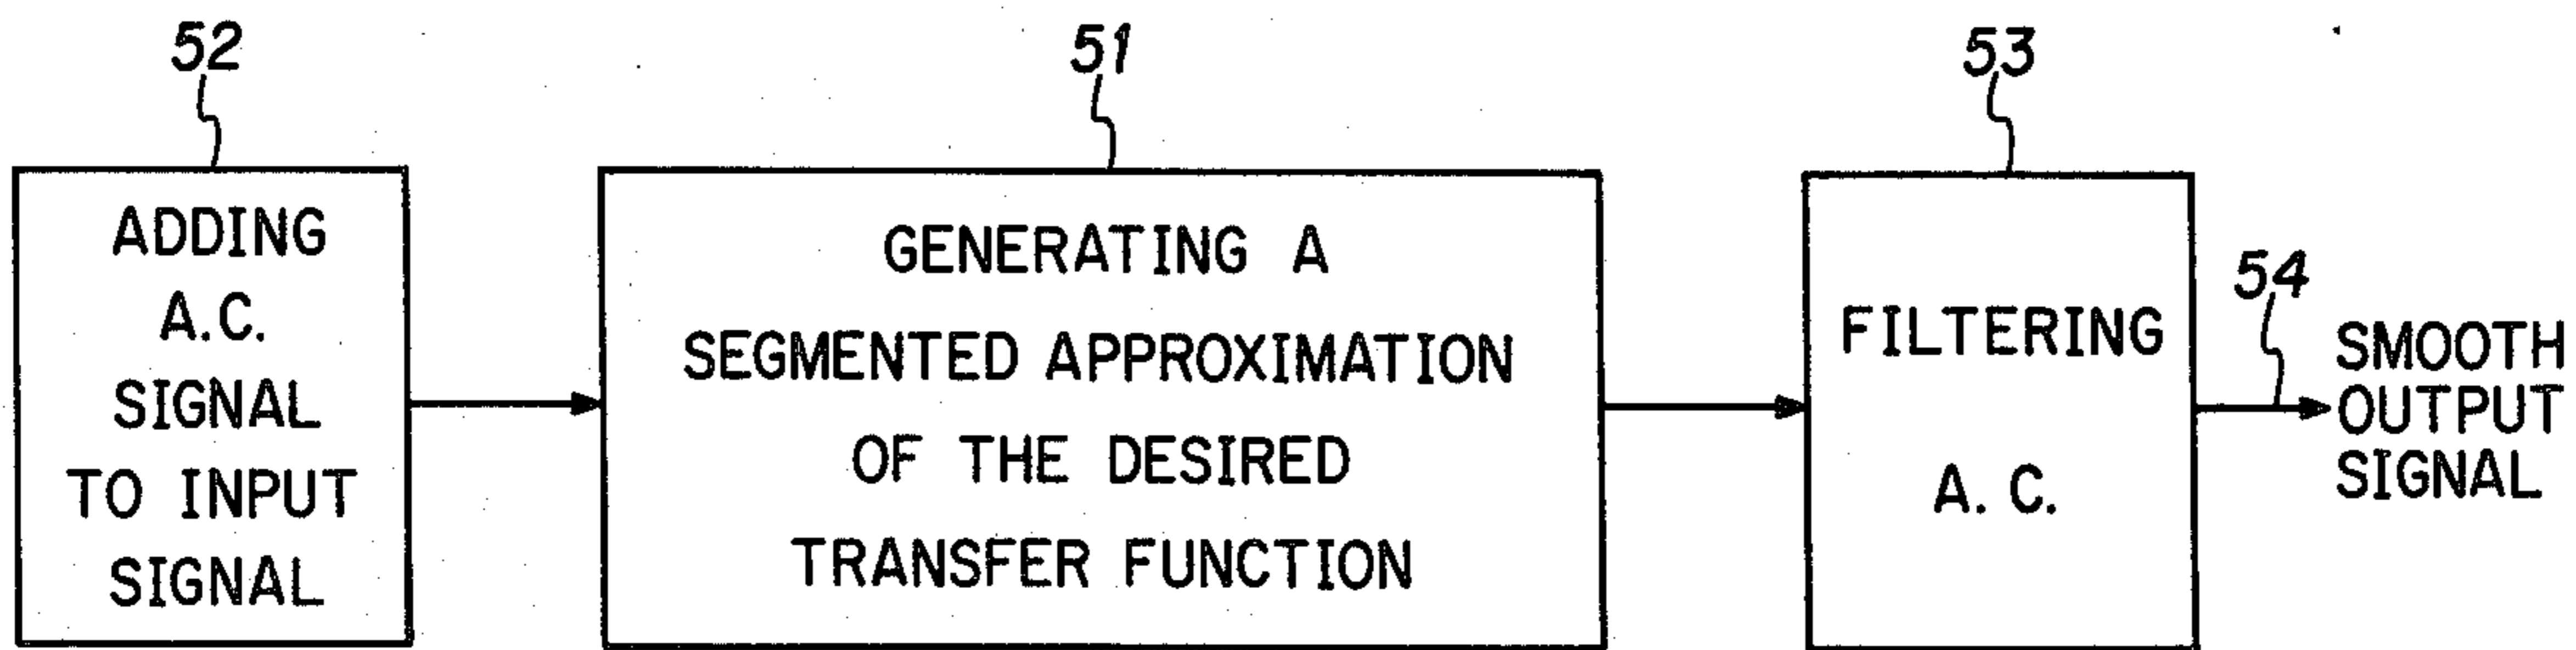 52
51
53
ADDING
A.C.
SIGNAL
TO INPUT
SIGNAL
GENERATING A
SEGMENTED APPROXIMATION
OF THE DESIRED
TRANSFER FUNCTION
FILTERING
A. C.
54
SMOOTH
OUTPUT
SIGNAL